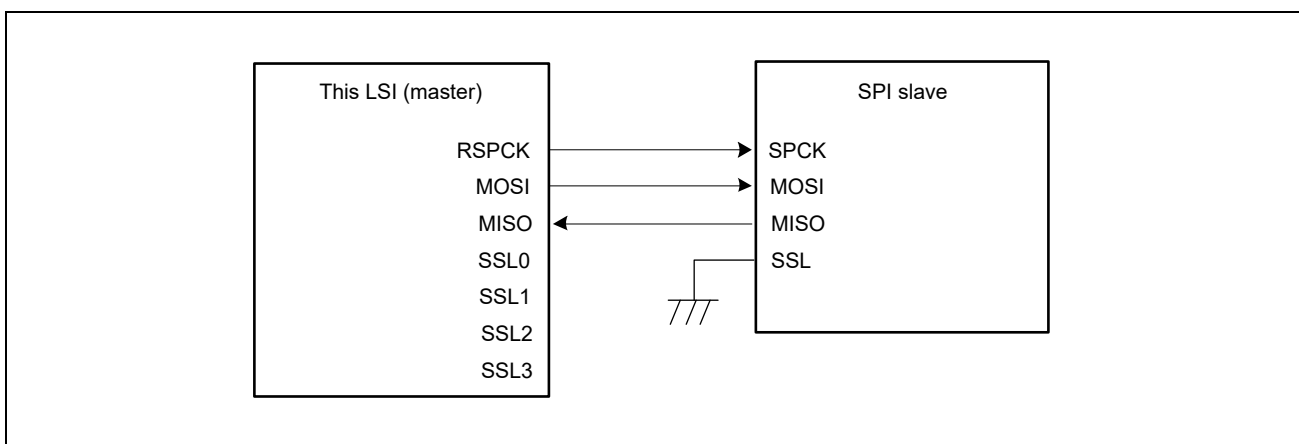 This LSI (master)
SPI slave
RSPCK
SPCK
MOSI
MOSI
MISO
MISO
SSL0
SSL
SSL1
SSL2
SSL3